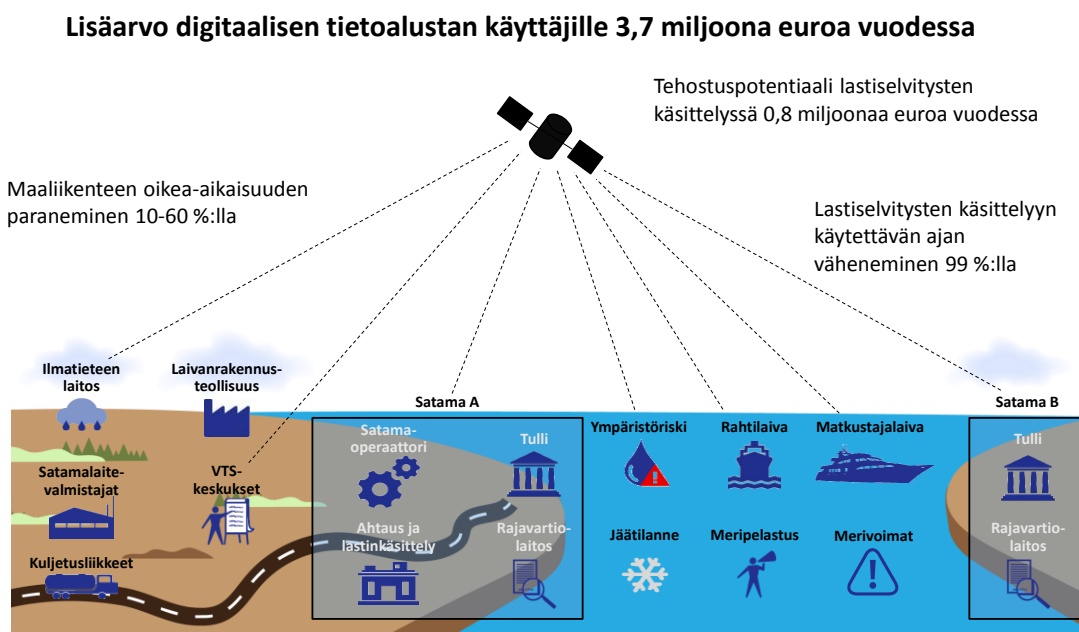 Lisäarvo digitaalisen tietoalustan käyttäjille 3,7 miljoona euroa vuodessa
Tehostuspotentiaali lastiselvitysten
käsittelyssä 0,8 miljoonaa euroa vuodessa
Maaliikenteen oikea-aikaisuuden
paraneminen 10-60 %:lla
Lastiselvitysten käsittelyyn
käytettävän ajan
väheneminen 99 %:lla
Ilmatieteen
laitos
Laivanrakennus-
teollisuus
Satamalaite-
valmistajat
VTS-
keskukset
Kuljetusliikkeet
Satama A
Satama-
operaattori
Tulli
Ahtaus ja
lastinkäsittely
Rajavartio-
laitos
Ympäristöriski
Rahtilaiva
Matkustajalaiva
Jäätilanne
Meripelastus
Merivoimat
Satama B
Tulli
Rajavartio-
laitos